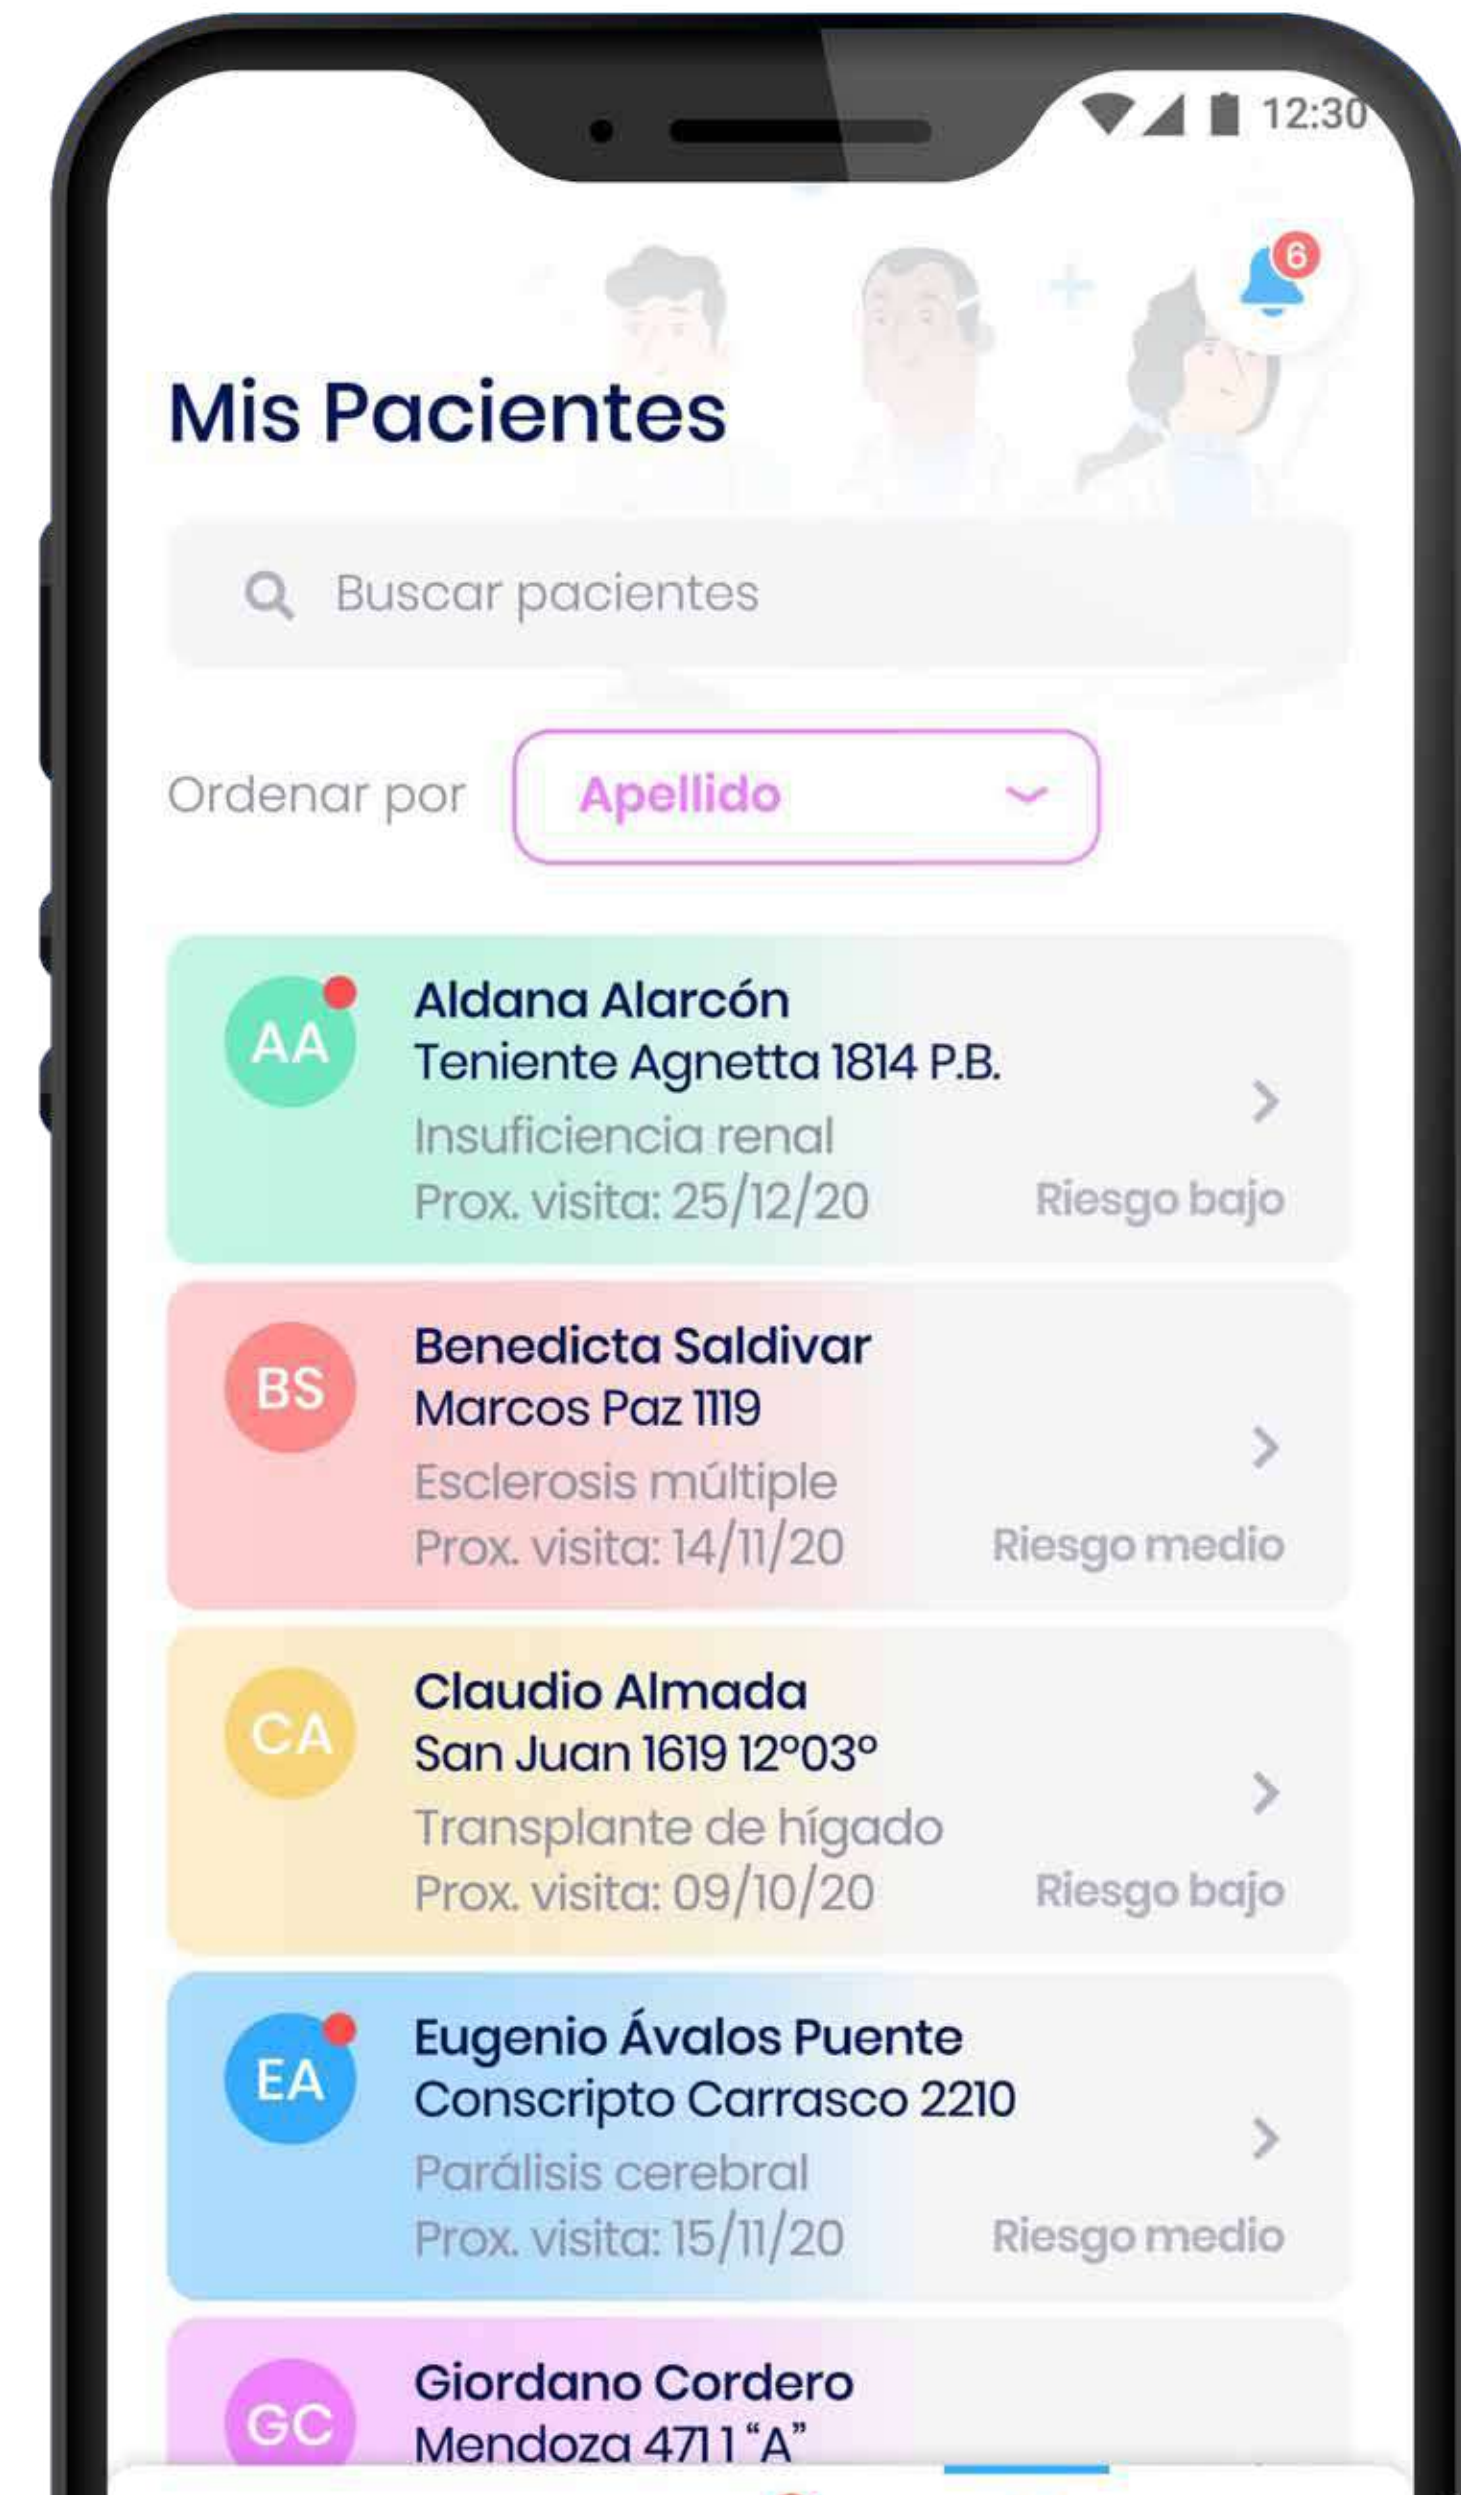 12:30
6
Mis Pacientes
Buscar pacientes
Ordenar por
Apellido
AA
Aldana Alarcón
Teniente Agnetta 1814 P.B.
Insuficiencia renal
Prox. visita: 25/12/20
Riesgo bajo
BS
Benedicta Saldivar
Marcos Paz 1119
Esclerosis múltiple
Prox. visita: 14/11/20
Riesgo medio
CA
Claudio Almada
San Juan 1619 12º03º
Transplante de hígado
Prox. visita: 09/10/20
Riesgo bajo
EA
Eugenio Ávalos Puente
Conscripto Carrasco 2210
Parálisis cerebral
Prox. visita: 15/11/20
Riesgo medio
GC
Giordano Cordero
Mendoza 471 1 “A”